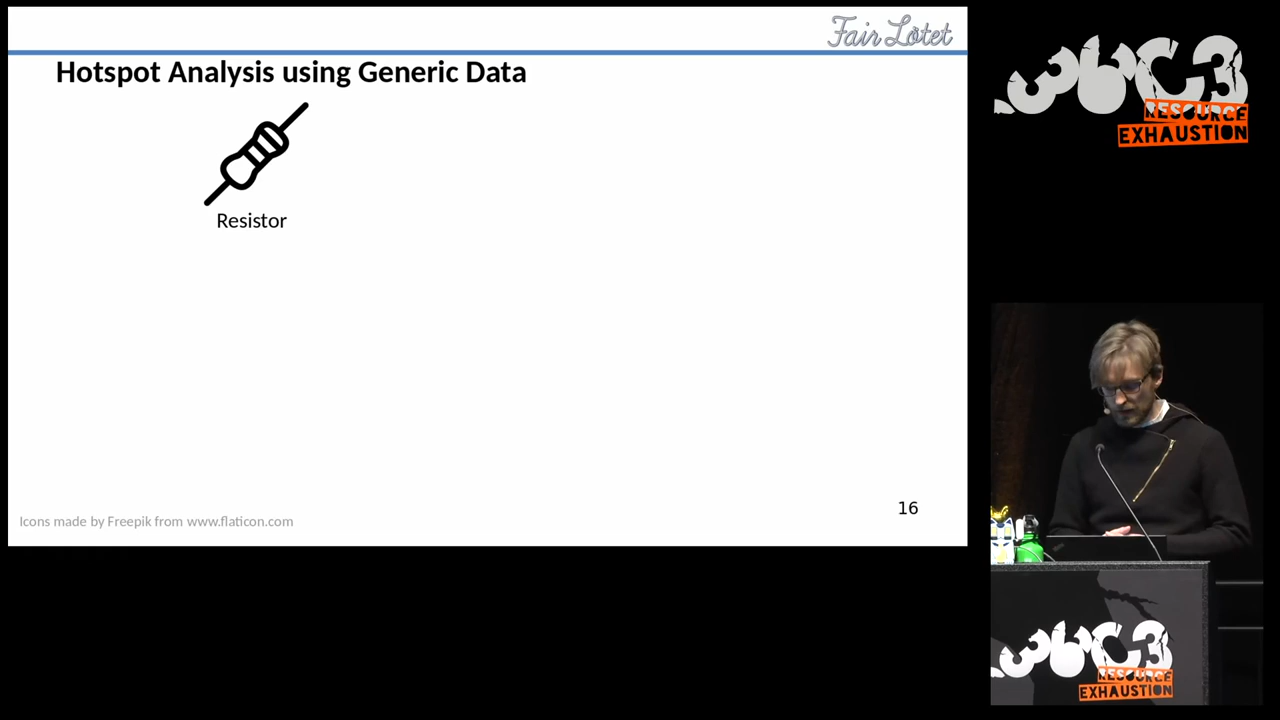 Fair Lötet
Hotspot Analysis using Generic Data
Resistor
16
Icons made by Freepik from www.flaticon.com
36C3
RESOURCE
EXHAUSTION
36C3
RESOURCE
EXHAUSTION